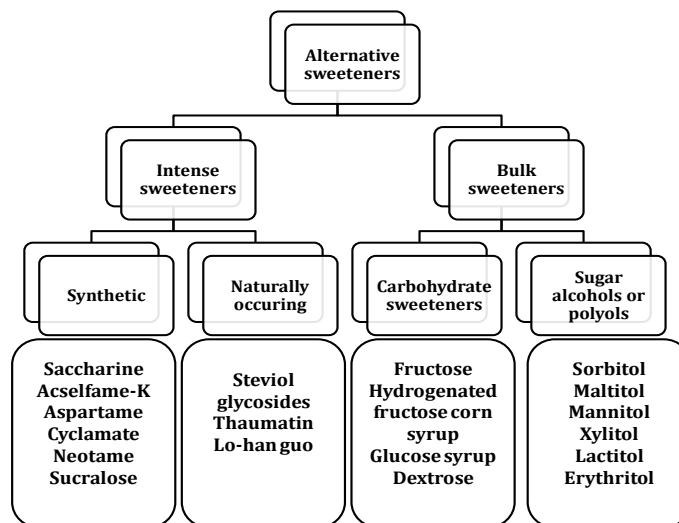 Alternative
sweeteners
Intense
sweeteners
Bulk
sweeteners
Synthetic
Naturally
occuring
Carbohydrate
sweeteners
Sugar
alcohols or
polyols
Saccharine
Acselfame-K
Aspartame
Cyclamate
Neotame
Sucralose
Steviol
glycosides
Thaumatin
Lo-han guo
Fructose
Hydrogenated
fructose corn
syrup
Glucose syrup
Dextrose
Sorbitol
Maltitol
Mannitol
Xylitol
Lactitol
Erythritol